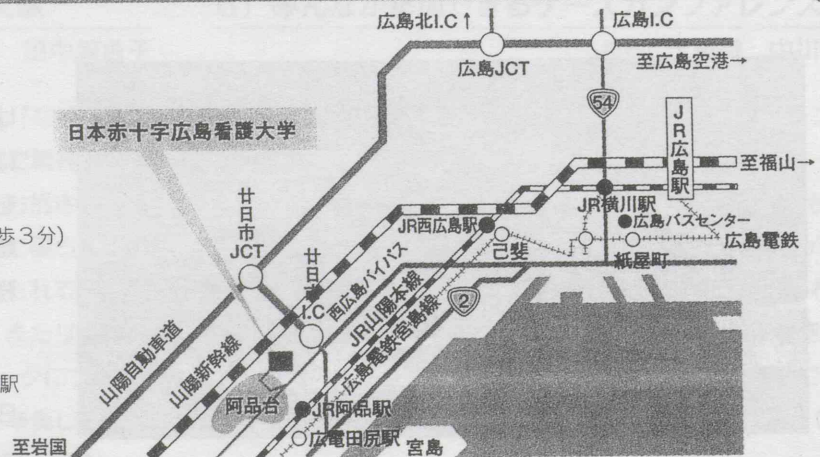 広島北I.C↑
広島I.C
広島JCT
至広島空港→
54
JR広島駅
日本赤十字広島看護大学
至福山→
JR横川駅
歩3分)
廿日市JCT
廿日市I.C
JR西広島駅
広島バスセンター
己斐
広島電鉄
紙屋町
西広島バイパス
JR山陽本線
広島電鉄宮島線
2
山陽自動車道
山陽新幹線
駅
阿品台
JR阿品駅
広電田尻駅
至岩国
宮島